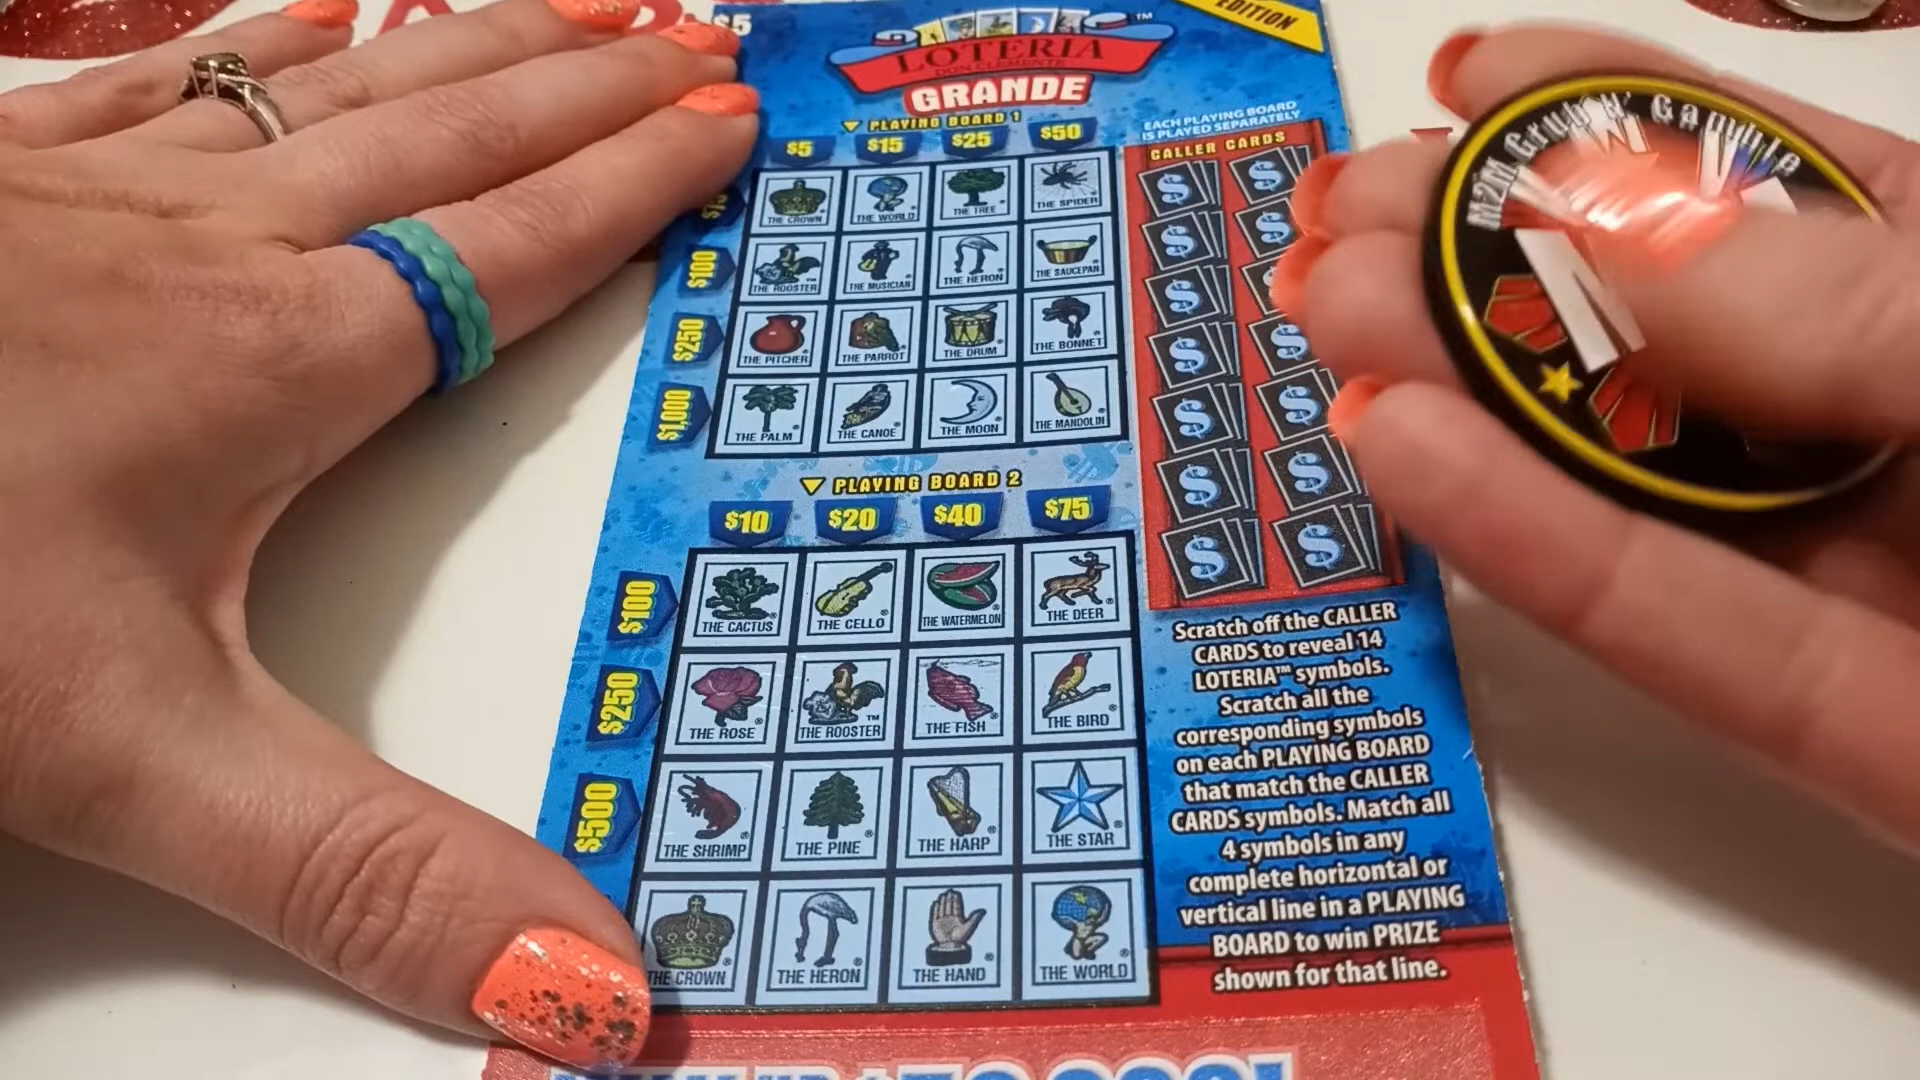 $5
EDITION
LOTERIA™
DON CLEMENTE
GRANDE
PLAYING BOARD 1
$5 $15 $25 $50
EACH PLAYING BOARD
IS PLAYED SEPARATELY
CALLER CARDS
THE CROWN® THE WORLD® THE TREE® THE SPIDER®
$100
THE ROOSTER™ THE MUSICIAN® THE HERON® THE SAUCEPAN®
$250
THE PITCHER® THE PARROT® THE DRUM® THE BONNET®
$1,000
THE PALM® THE CANOE® THE MOON® THE MANDOLIN®
$ $
$ $
$ $
$ $
$ $
$ $
$ $
PLAYING BOARD 2
$10 $20 $40 $75
$100
THE CACTUS® THE CELLO® THE WATERMELON® THE DEER®
$250
THE ROSE® THE ROOSTER™ THE FISH® THE BIRD®
$500
THE SHRIMP® THE PINE® THE HARP® THE STAR®
THE CROWN® THE HERON® THE HAND® THE WORLD®
Scratch off the CALLER
CARDS to reveal 14
LOTERIA™ symbols.
Scratch all the
corresponding symbols
on each PLAYING BOARD
that match the CALLER
CARDS symbols. Match all
4 symbols in any
complete horizontal or
vertical line in a PLAYING
BOARD to win PRIZE
shown for that line.
M2M Grub N'